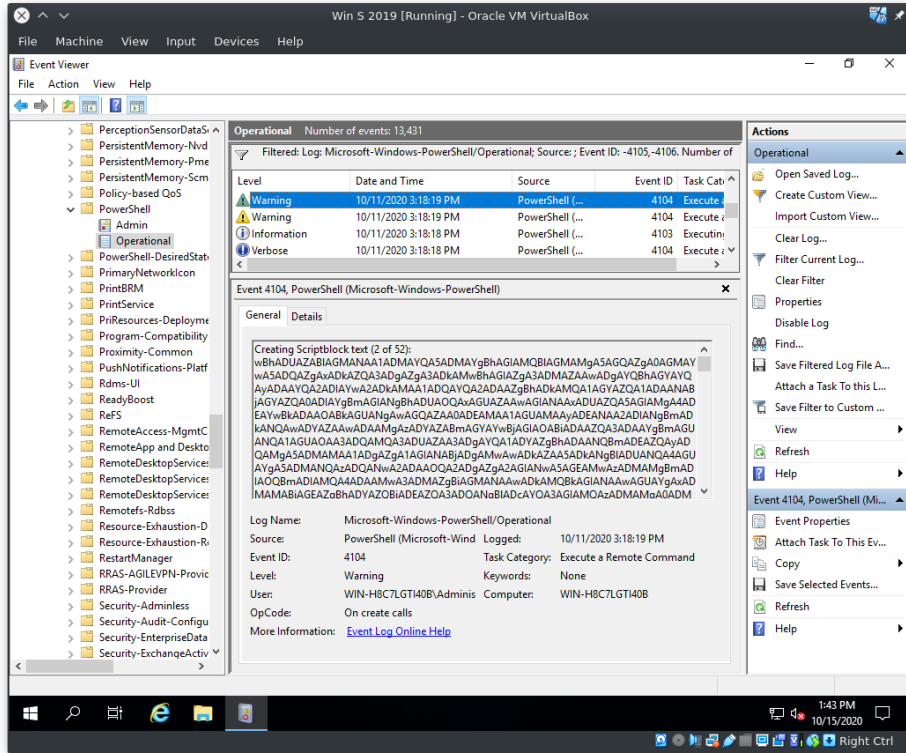 Win S 2019 [Running] - Oracle VM VirtualBox
File Machine View Input Devices Help
Event Viewer
File Action View Help
PerceptionSensorDataS
PersistentMemory-Nvd
PersistentMemory-Pme
PersistentMemory-Scm
Policy-based QoS
PowerShell
Admin
Operational
PowerShell-DesiredStat
PrimaryNetworkIcon
PrintBRM
PrintService
PriResources-Deployme
Program-Compatibility
Proximity-Common
PushNotifications-Platf
Rdms-UI
ReadyBoost
ReFS
RemoteAccess-MgmtC
RemoteApp and Deskto
RemoteDesktopServices
RemoteDesktopServices
RemoteDesktopServices
Remotefs-Rdbss
Resource-Exhaustion-D
Resource-Exhaustion-R
RestartManager
RRAS-AGILEVPN-Provic
RRAS-Provider
Security-Adminless
Security-Audit-Configu
Security-EnterpriseData
Security-ExchangeActiv
Operational Number of events: 13,431
Filtered: Log: Microsoft-Windows-PowerShell/Operational; Source: ; Event ID: -4105,-4106. Number of
Level Date and Time Source Event ID Task Cate
Warning 10/11/2020 3:18:19 PM PowerShell (... 4104 Execute a
Warning 10/11/2020 3:18:19 PM PowerShell (... 4104 Execute a
Information 10/11/2020 3:18:18 PM PowerShell (... 4103 Executing
Verbose 10/11/2020 3:18:18 PM PowerShell (... 4104 Execute a
Event 4104, PowerShell (Microsoft-Windows-PowerShell)
General Details
Creating Scriptblock text (2 of 52):
Log Name: Microsoft-Windows-PowerShell/Operational
Source: PowerShell (Microsoft-Wind Logged: 10/11/2020 3:18:19 PM
Event ID: 4104 Task Category: Execute a Remote Command
Level: Warning Keywords: None
User: WIN-H8C7LGTI40B\Adminis Computer: WIN-H8C7LGTI40B
OpCode: On create calls
More Information: Event Log Online Help
Actions
Operational
Open Saved Log...
Create Custom View...
Import Custom View...
Clear Log...
Filter Current Log...
Clear Filter
Properties
Disable Log
Find...
Save Filtered Log File A...
Attach a Task To this L...
Save Filter to Custom ...
View
Refresh
Help
Event 4104, PowerShell (Mi...
Event Properties
Attach Task To This Ev...
Copy
Save Selected Events...
Refresh
Help
1:43 PM
10/15/2020
Right Ctrl